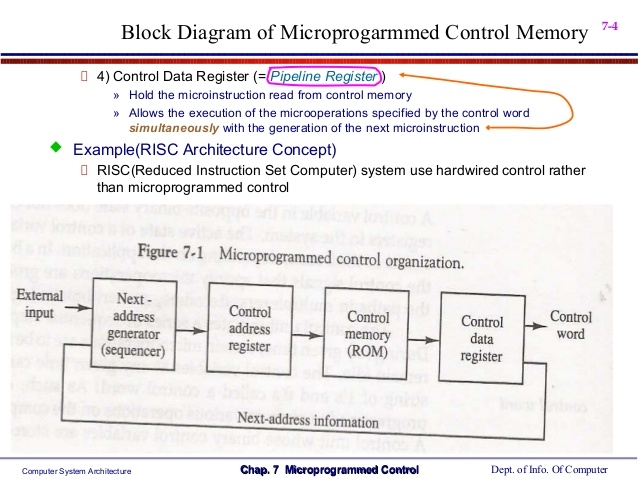 Block Diagram of Microprogarmmed Control Memory
7-4
4) Control Data Register (= Pipeline Register )
» Hold the microinstruction read from control memory
» Allows the execution of the microoperations specified by the control word
simultaneously with the generation of the next microinstruction
Example(RISC Architecture Concept)
RISC(Reduced Instruction Set Computer) system use hardwired control rather
than microprogrammed control
Figure 7-1 Microprogrammed control organization.
External
input
Next -
address
generator
(sequencer)
Control
address
register
Control
memory
(ROM)
Control
data
register
Control
word
Next-address information
Computer System Architecture
Chap. 7 Microprogrammed Control
Dept. of Info. Of Computer